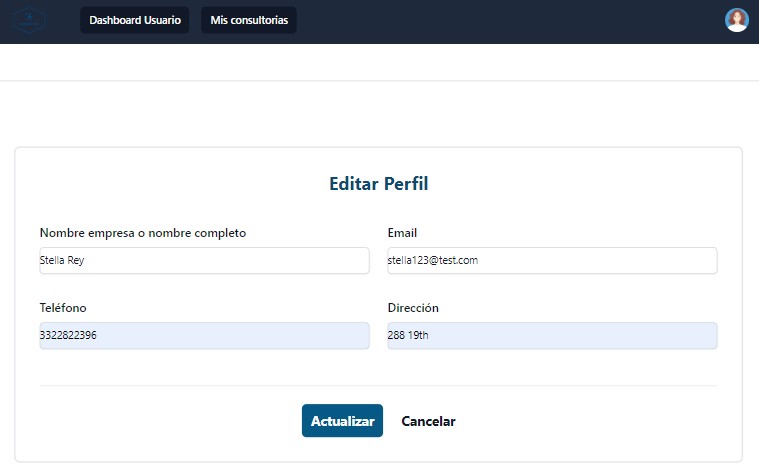 Dashboard Usuario Mis consultorias
Editar Perfil
Nombre empresa o nombre completo Email
Stella Rey stella123@test.com
Teléfono Dirección
3322822396 288 19th
Actualizar Cancelar